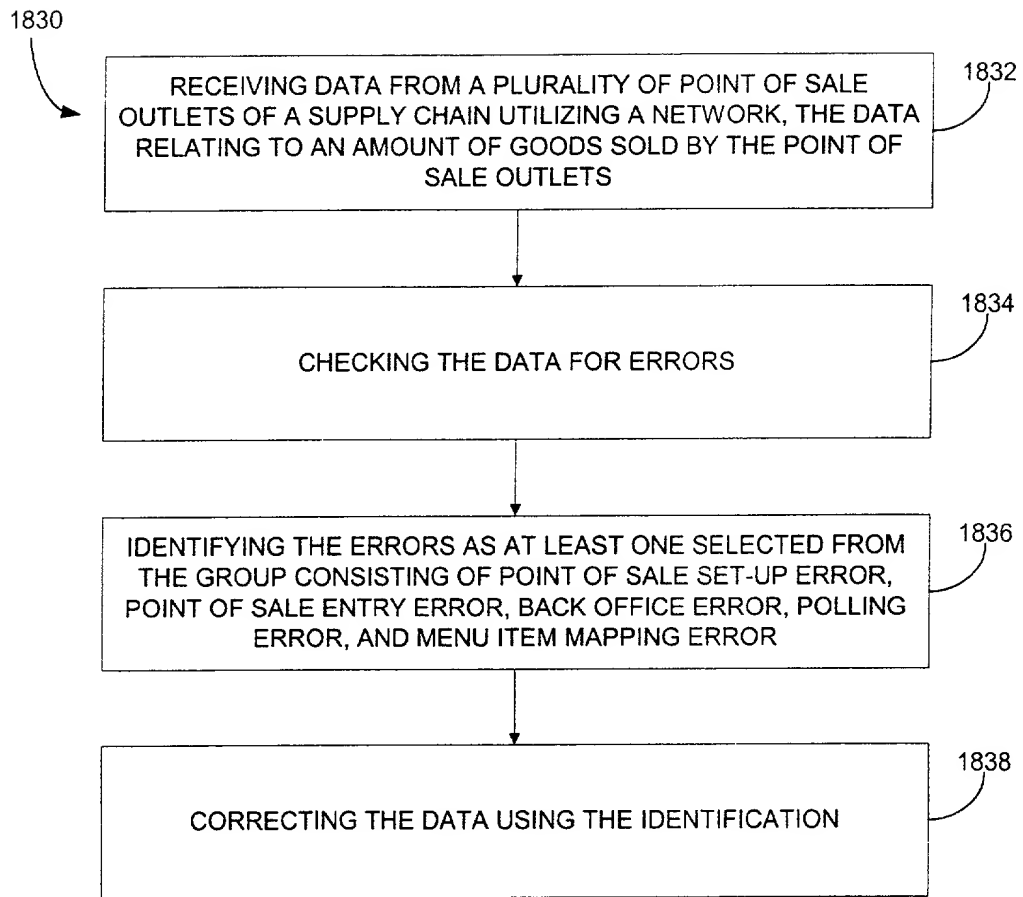 1830
RECEIVING DATA FROM A PLURALITY OF POINT OF SALE
OUTLETS OF A SUPPLY CHAIN UTILIZING A NETWORK, THE DATA
RELATING TO AN AMOUNT OF GOODS SOLD BY THE POINT OF
SALE OUTLETS
1832
CHECKING THE DATA FOR ERRORS
1834
IDENTIFYING THE ERRORS AS AT LEAST ONE SELECTED FROM
THE GROUP CONSISTING OF POINT OF SALE SET-UP ERROR,
POINT OF SALE ENTRY ERROR, BACK OFFICE ERROR, POLLING
ERROR, AND MENU ITEM MAPPING ERROR
1836
CORRECTING THE DATA USING THE IDENTIFICATION
1838